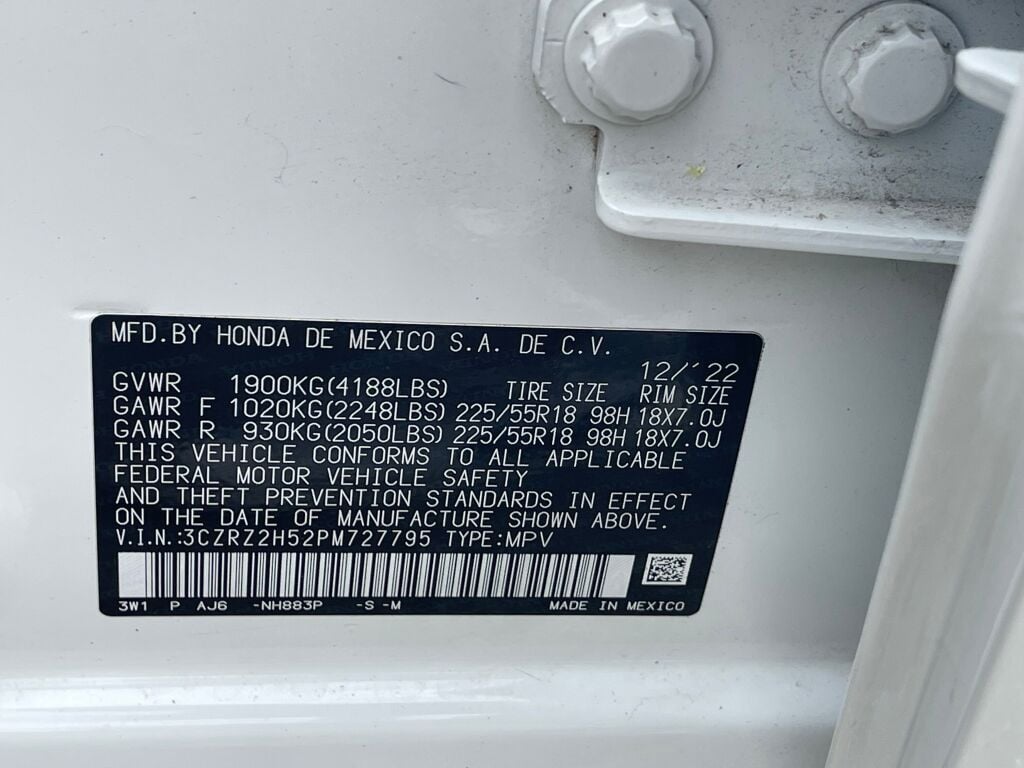 MFD.BY HONDA DE MEXICO S.A. DE C.V.
12/'22
GVWR 1900KG(4188LBS) TIRE SIZE RIM SIZE
GAWR F 1020KG(2248LBS) 225/55R18 98H 18X7.0J
GAWR R 930KG(2050LBS) 225/55R18 98H 18X7.0J
THIS VEHICLE CONFORMS TO ALL APPLICABLE
FEDERAL MOTOR VEHICLE SAFETY
AND THEFT PREVENTION STANDARDS IN EFFECT
ON THE DATE OF MANUFACTURE SHOWN ABOVE.
V.I.N.:3CZRZ2H52PM727795 TYPE:MPV
3W1 P AJ6 -NH883P -S -M MADE IN MEXICO